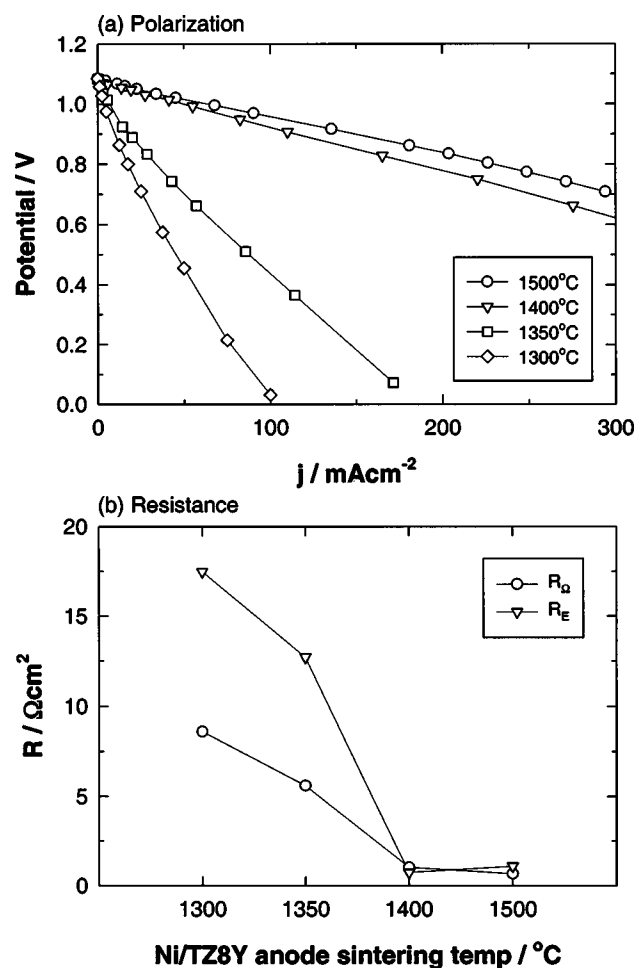 (a) Polarization
1.2
1.0
0.8
0.6
0.4
0.2
0.0
Potential / V
1500°C
1400°C
1350°C
1300°C
0 100 200 300
j / mAcm⁻²
(b) Resistance
20
15
10
5
0
R / Ωcm²
R_Ω
R_E
1300 1350 1400 1500
Ni/TZ8Y anode sintering temp / °C